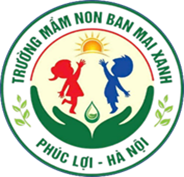 TRƯỜNG MẦM NON BAN MAI XANH
PHÚC LỢI - HÀ NỘI